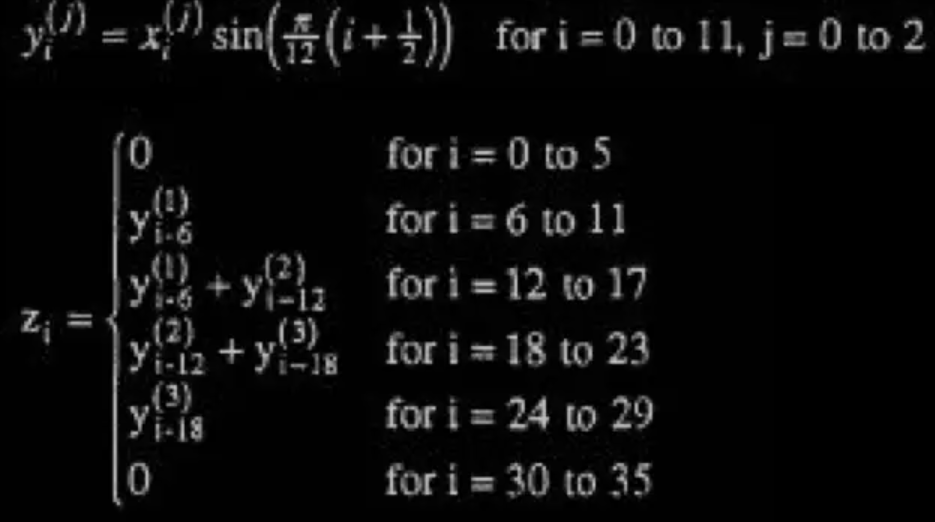 y_i^{(j)} = x_i^{(j)} sin(π/12 (i + 1/2)) for i = 0 to 11, j = 0 to 2
0 for i = 0 to 5
y_{i-6}^{(1)} for i = 6 to 11
y_{i-6}^{(1)} + y_{i-12}^{(2)} for i = 12 to 17
z_i =
y_{i-12}^{(2)} + y_{i-18}^{(3)} for i = 18 to 23
y_{i-18}^{(3)} for i = 24 to 29
0 for i = 30 to 35